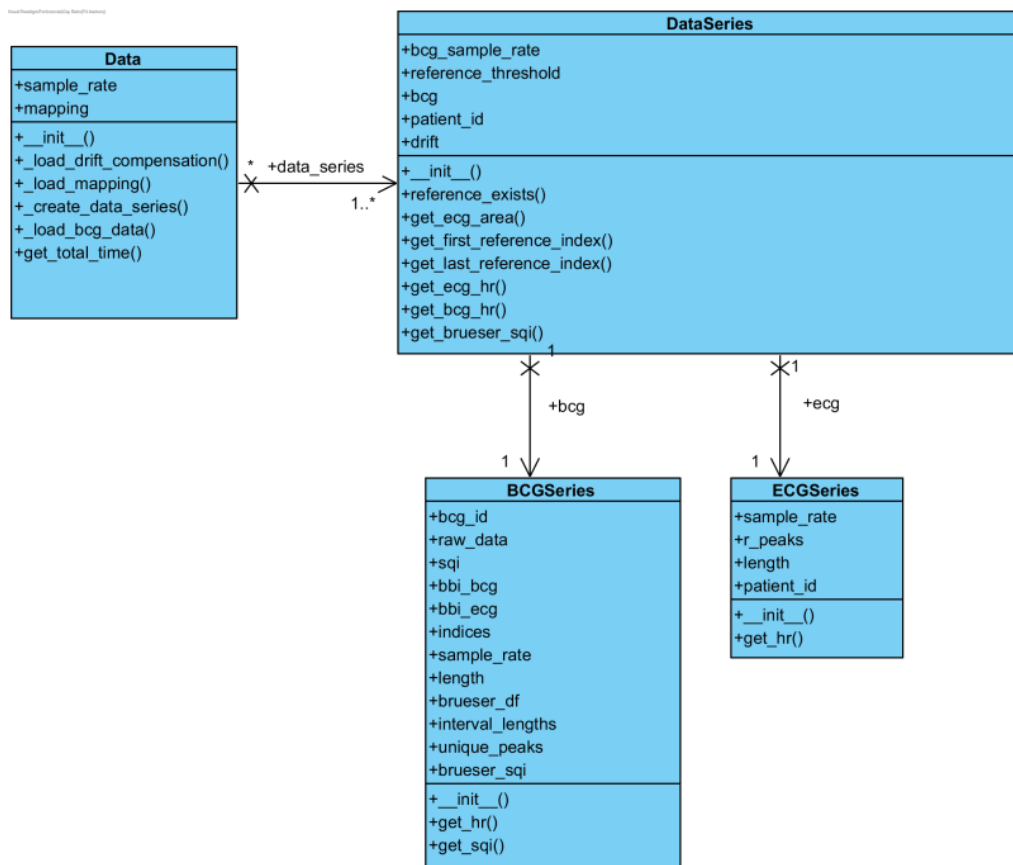 Data
+sample_rate
+mapping
+__init__()
+_load_drift_compensation()
+_load_mapping()
+_create_data_series()
+_load_bcg_data()
+get_total_time()
*
+data_series
1..*
DataSeries
+bcg_sample_rate
+reference_threshold
+bcg
+patient_id
+drift
+__init__()
+reference_exists()
+get_ecg_area()
+get_first_reference_index()
+get_last_reference_index()
+get_ecg_hr()
+get_bcg_hr()
+get_brueser_sqi()
1
+bcg
1
1
+ecg
1
BCGSeries
+bcg_id
+raw_data
+sqi
+bbi_bcg
+bbi_ecg
+indices
+sample_rate
+length
+brueser_df
+interval_lengths
+unique_peaks
+brueser_sqi
+__init__()
+get_hr()
+get_sqi()
ECGSeries
+sample_rate
+r_peaks
+length
+patient_id
+__init__()
+get_hr()